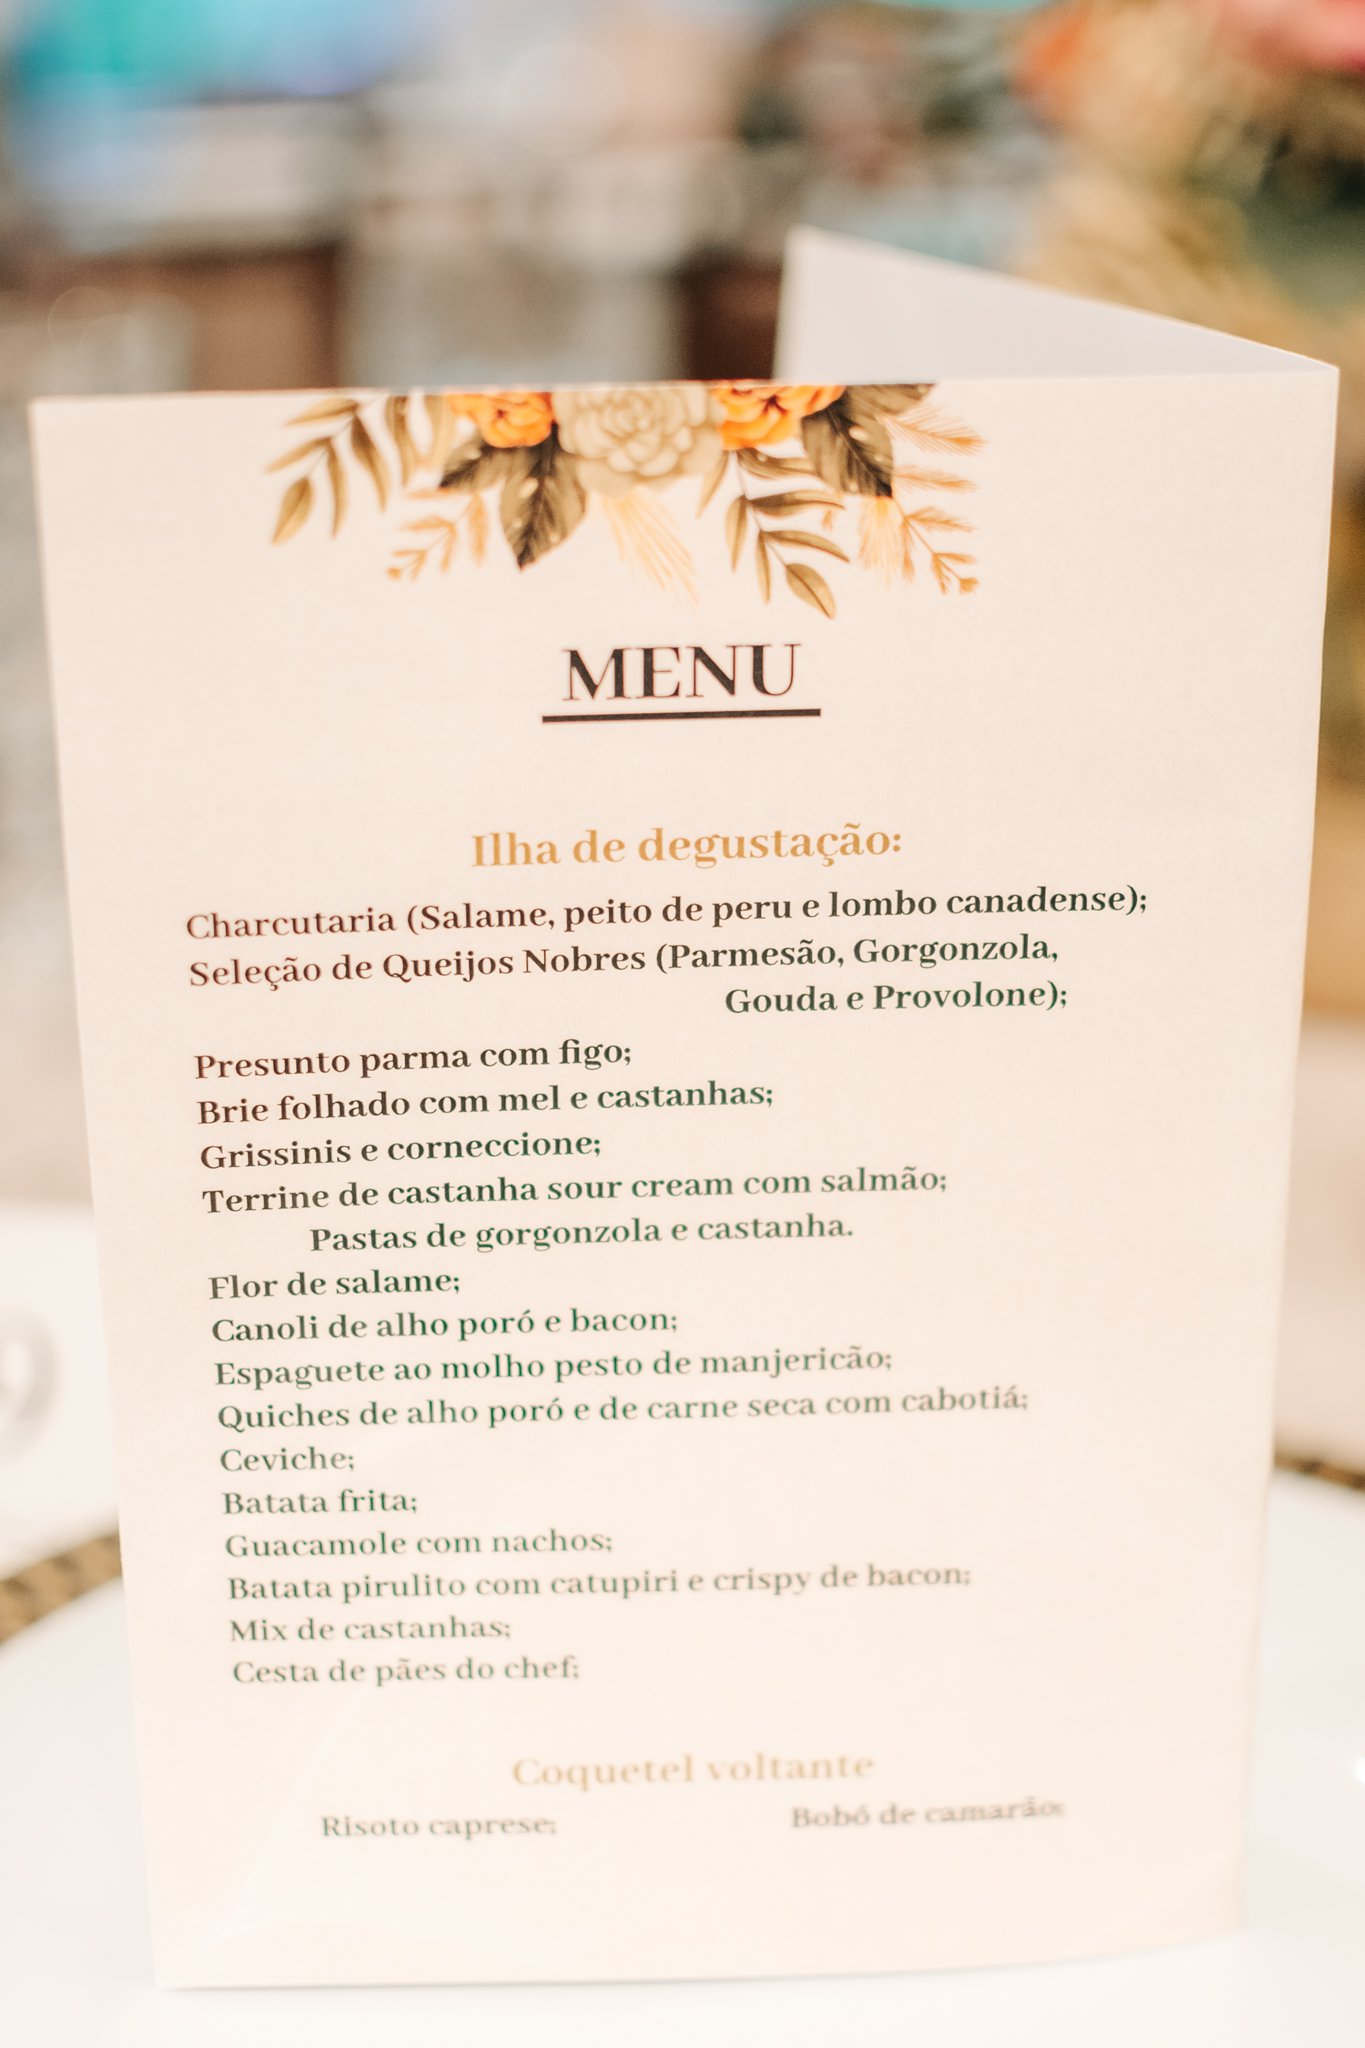 MENU
Ilha de degustação:
Charcutaria (Salame, peito de peru e lombo canadense);
Seleção de Queijos Nobres (Parmesão, Gorgonzola,
Gouda e Provolone);
Presunto parma com figo;
Brie folhado com mel e castanhas;
Grissinis e corneccione;
Terrine de castanha sour cream com salmão;
Pastas de gorgonzola e castanha.
Flor de salame;
Canoli de alho poró e bacon;
Espaguete ao molho pesto de manjericão;
Quiches de alho poró e de carne seca com cabotiá;
Ceviche;
Batata frita;
Guacamole com nachos;
Batata pirulito com catupiri e crispy de bacon;
Mix de castanhas;
Cesta de pães do chef;
Coquetel voltante
Risoto caprese; Bobó de camarão;